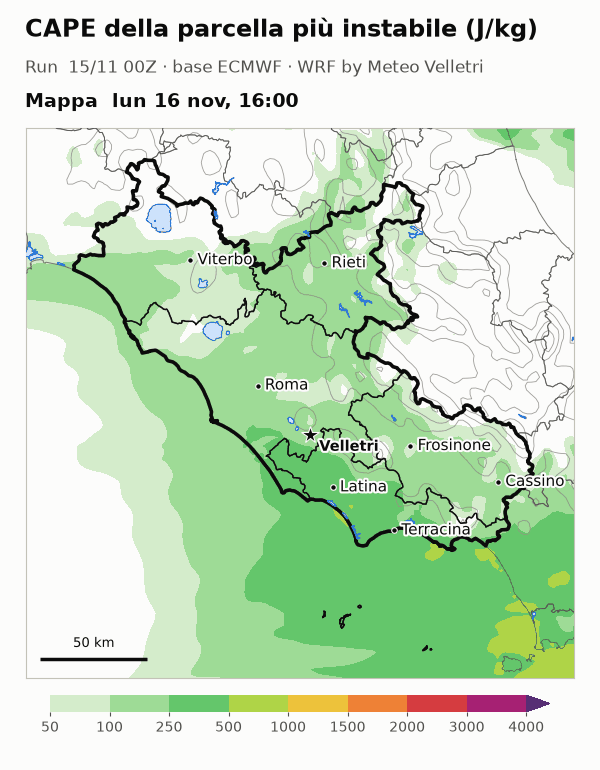 CAPE della parcella più instabile (J/kg)
Run 15/11 00Z · base ECMWF · WRF by Meteo Velletri
Mappa lun 16 nov, 16:00
Viterbo
Rieti
Roma
Velletri
Frosinone
Cassino
Latina
Terracina
50 km
50 100 250 500 1000 1500 2000 3000 4000